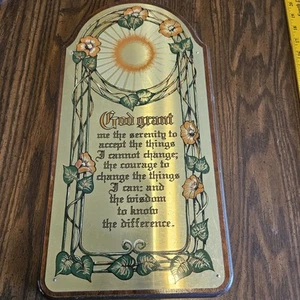 God grant
me the serenity to
accept the things
I cannot change;
the courage to
change the things
I can: and
the wisdom
to know
the difference.